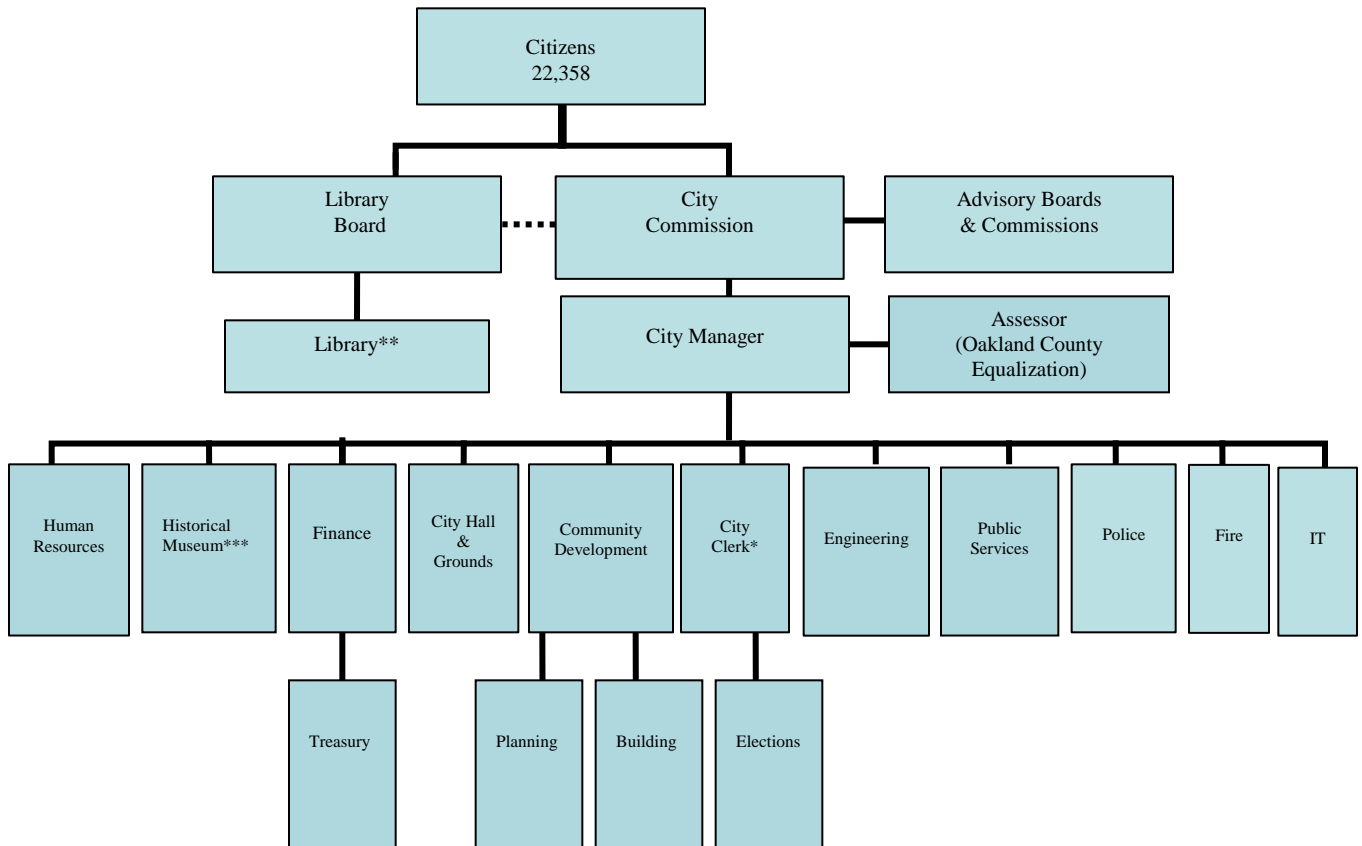 Citizens
22,358
Library
Board
City
Commission
Advisory Boards
& Commissions
Library**
City Manager
Assessor
(Oakland County
Equalization)
Human
Resources
Historical
Museum***
Finance
City Hall
&
Grounds
Community
Development
City
Clerk*
Engineering
Public
Services
Police
Fire
IT
Treasury
Planning
Building
Elections